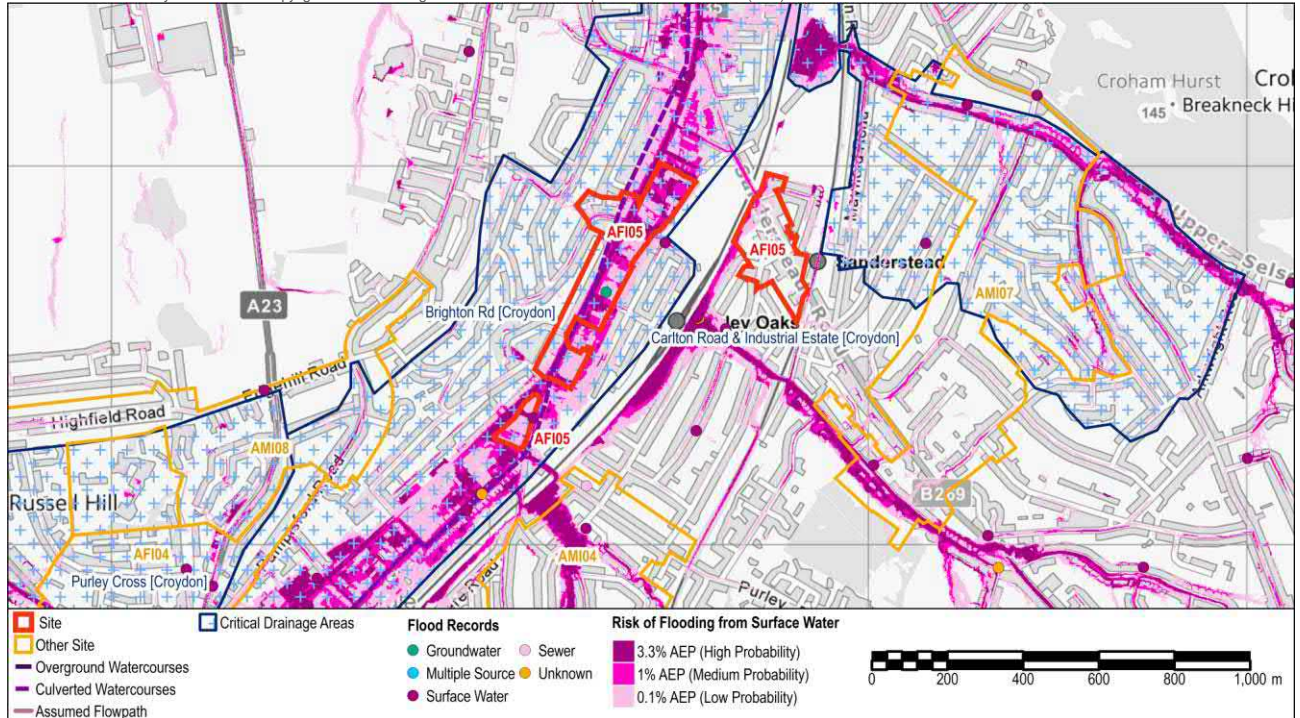 Croham Hurst
145 • Breakneck Hi
AFI05
AFI05
Sanderstead
A23
Brighton Rd [Croydon]
AMI07
ley Oaks
Carlton Road & Industrial Estate [Croydon]
Highfield Road
AFI05
AMI08
B269
Russell Hill
AFI04
AMI04
Purley Cross [Croydon]
Purley
Site
Other Site
Overground Watercourses
Culverted Watercourses
Assumed Flowpath
Critical Drainage Areas
Flood Records
Groundwater
Multiple Source
Surface Water
Sewer
Unknown
Risk of Flooding from Surface Water
3.3% AEP (High Probability)
1% AEP (Medium Probability)
0.1% AEP (Low Probability)
0 200 400 600 800 1,000 m